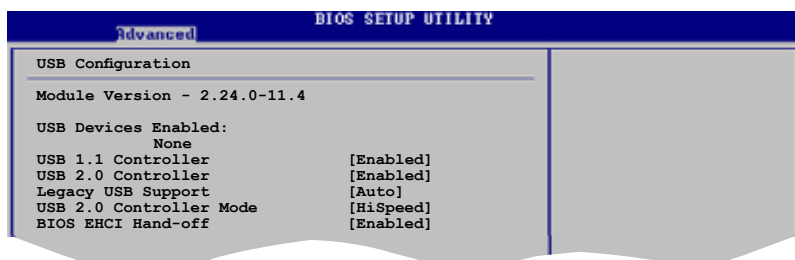 BIOS SETUP UTILITY
Advanced
USB Configuration
Module Version - 2.24.0-11.4
USB Devices Enabled:
None
USB 1.1 Controller [Enabled]
USB 2.0 Controller [Enabled]
Legacy USB Support [Auto]
USB 2.0 Controller Mode [HiSpeed]
BIOS EHCI Hand-off [Enabled]